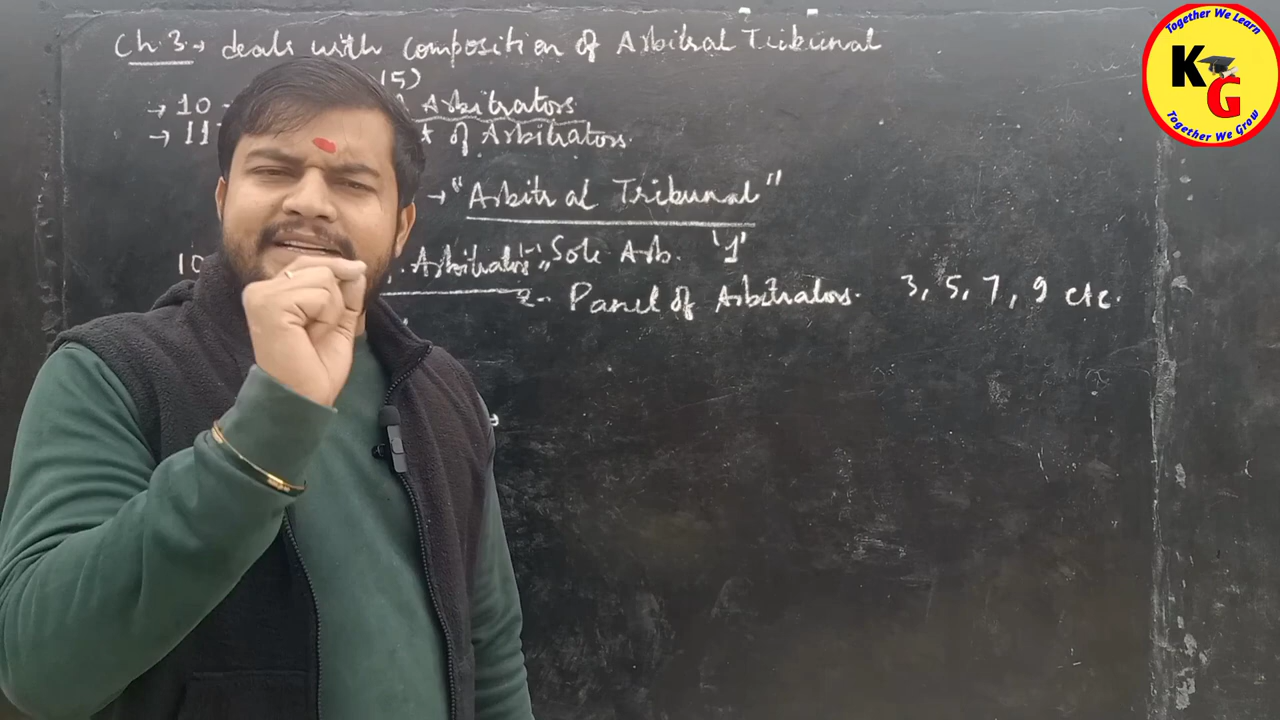 Ch. 3 → deals with composition of Arbitral Tribunal
(5)
→ 10 - Arbitrators
→ 11 of Arbitrators.
→ "Arbitral Tribunal"
1- Sole Arb. '1'
10 . Arbitrators"
2- Panel of Arbitrators. 3, 5, 7, 9 etc.
Together We Learn
KG
Together We Grow